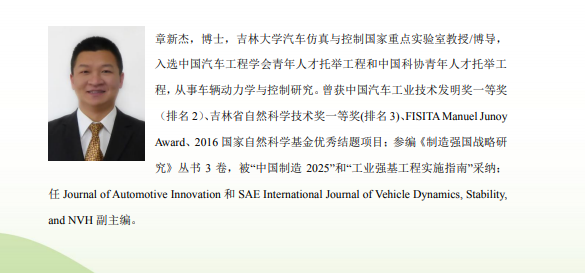 章新杰，博士，吉林大学汽车仿真与控制国家重点实验室教授/博导，
入选中国汽车工程学会青年人才托举工程和中国科协青年人才托举工
程，从事车辆动力学与控制研究。曾获中国汽车工业技术发明奖一等奖
（排名 2）、吉林省自然科学技术奖一等奖(排名 3)、FISITA Manuel Junoy
Award、2016 国家自然科学基金优秀结题项目；参编《制造强国战略研
究》丛书 3 卷，被“中国制造 2025”和“工业强基工程实施指南”采纳；
任 Journal of Automotive Innovation 和 SAE International Journal of Vehicle Dynamics, Stability,
and NVH 副主编。